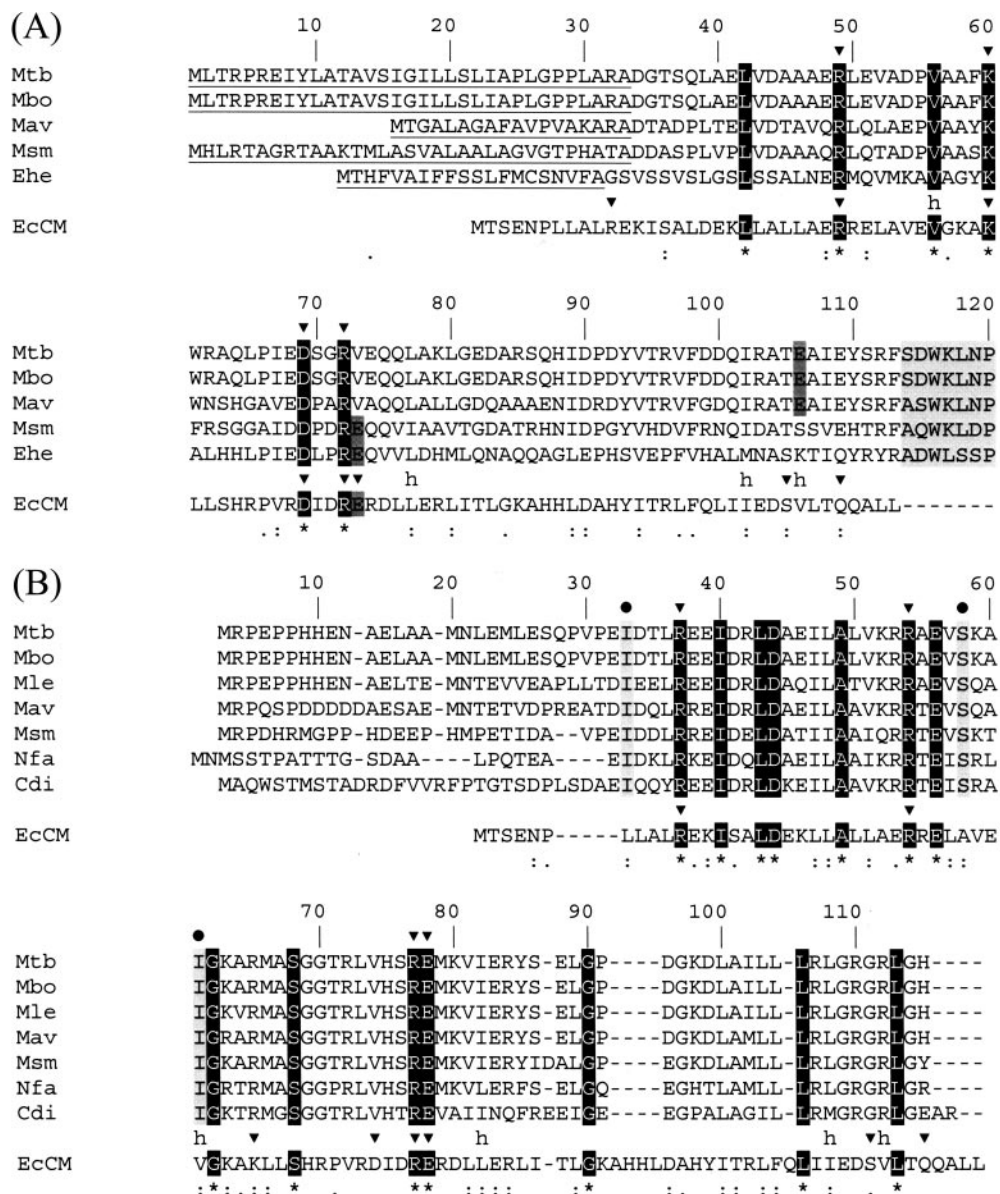 (A)
10 20 30 40 50 60
▼ ▼
Mtb MLTRPREIYLATAVSIGILLSLIAPLGPPLARADGTSQLAELVDAAAERLEVADPVAAFK
Mbo MLTRPREIYLATAVSIGILLSLIAPLGPPLARADGTSQLAELVDAAAERLEVADPVAAFK
Mav MTGALAGAFAVPVAKARADTADPLTELVDTAVQRLQLAEPVAAYK
Msm MHLRTAGRTAAKTMLASVALAALAGVGTPHATADDASPLVPLVDAAAQRLQTADPVAASK
Ehe MTHFVAIFFSSLFMCSNVFAGSVSSVSLGSLSSALNERMQVMKAVAGYK
▼ ▼ h ▼
EcCM MTSENPLLALREKISALDEKLLALLAERRELAVEVGKAK
. : * : * : * . *
70 80 90 100 110 120
▼ ▼
Mtb WRAQLPIEDSGRVEQQLAKLGEDARSQHIDPDYVTRVFDDQIRATEAIEYSRFSDWKLNP
Mbo WRAQLPIEDSGRVEQQLAKLGEDARSQHIDPDYVTRVFDDQIRATEAIEYSRFSDWKLNP
Mav WNSHGAVEDPARVAQQLALLGDQAAAENIDRDYVTRVFGDQIRATEAIEYSRFASWKLNP
Msm FRSGGAIDDPDREQQVIAAVTGDATRHNIDPGYVHDVFRNQIDATSSVEHTRFAQWKLDP
Ehe ALHHLPIEDLPREQVVLDHMLQNAQQAGLEPHSVEPFVHALMNASKTIQYRYRADWLSSP
▼ ▼ ▼ h h ▼ h ▼
EcCM LLSHRPVRDIDRERDLLERLITLGKAHHLDAHYITRLFQLIIEDSVLTQQALL-------
. : * * : : . : : : . . : : :
(B)
10 20 30 40 50 60
● ▼ ▼ ●
Mtb MRPEPPHHEN-AELAA-MNLEMLESQPVPEIDTLREEIDRLDAEILALVKRRAEVSKA
Mbo MRPEPPHHEN-AELAA-MNLEMLESQPVPEIDTLREEIDRLDAEILALVKRRAEVSKA
Mle MRPEPPHHEN-AELTE-MNTEVVEAPLLTDIEELREEIDRLDAQILATVKRRAEVSQA
Mav MRPQSPDDDDDAESAE-MNTETVDPREATDIDQLRREIDRLDAEILAAVKRRTEVSQA
Msm MRPDHRMGPP-HDEEP-HMPETIDA--VPEIDDLRREIDELDATIIAAIQRRTEVSKT
Nfa MNMSSTPATTTG-SDAA----LPQTEA----EIDKLRKEIDQLDAEILAAIKRRTEISRL
Cdi MAQWSTMSTADRDFVVRFPTGTSDPLSDAEIQQYREEIDRLDKEILAAIKRRTEISRA
▼ ▼
EcCM MTSENP-----LLALREKISALDEKLLALLAERRELAVE
: . : * . : * . * * : : * : . * * : :
70 80 90 100 110
● ▼ ▼
Mtb IGKARMASGGTRLVHSREMKVIERYS-ELGP----DGKDLAILL-LRLGRGRLGH----
Mbo IGKARMASGGTRLVHSREMKVIERYS-ELGP----DGKDLAILL-LRLGRGRLGH----
Mle IGKVRMASGGTRLVHSREMKVIERYS-ELGP----DGKDLAILL-LRLGRGRLGH----
Mav IGRARMASGGTRLVHSREMKVIERYS-ELGP----DGKDLAMLL-LRLGRGRLGH----
Msm IGKARMASGGTRLVHSREMKVIERYIDALGP----EGKDLAMLL-LRLGRGRLGY----
Nfa IGRTRMASGGPRLVHSREMKVLERFS-ELGQ----EGHTLAMLL-LRLGRGRLGR----
Cdi IGKTRMGSGGTRLVHTREVAIINQFREEIGE----EGPALAGIL-LRMGRGRLGEAR--
h ▼ ▼ ▼ ▼ h h ▼ h ▼
EcCM VGKAKLLSHRPVRDIDRERDLLERLI-TLGKAHHLDAHYITRLFQLIIEDSVLTQQALL
: * : . : : * . * * : : : . : * . : : . * : . . *